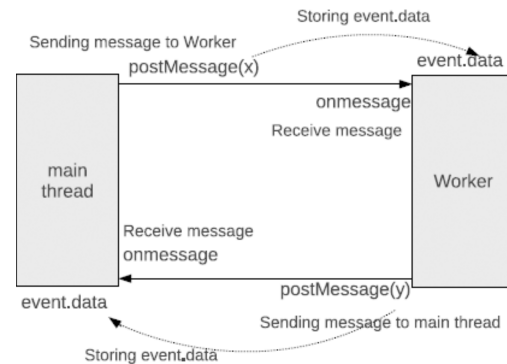 Storing event.data
Sending message to Worker
postMessage(x)
event.data
onmessage
Receive message
main
thread
Worker
Receive message
onmessage
postMessage(y)
event.data
Sending message to main thread
Storing event.data